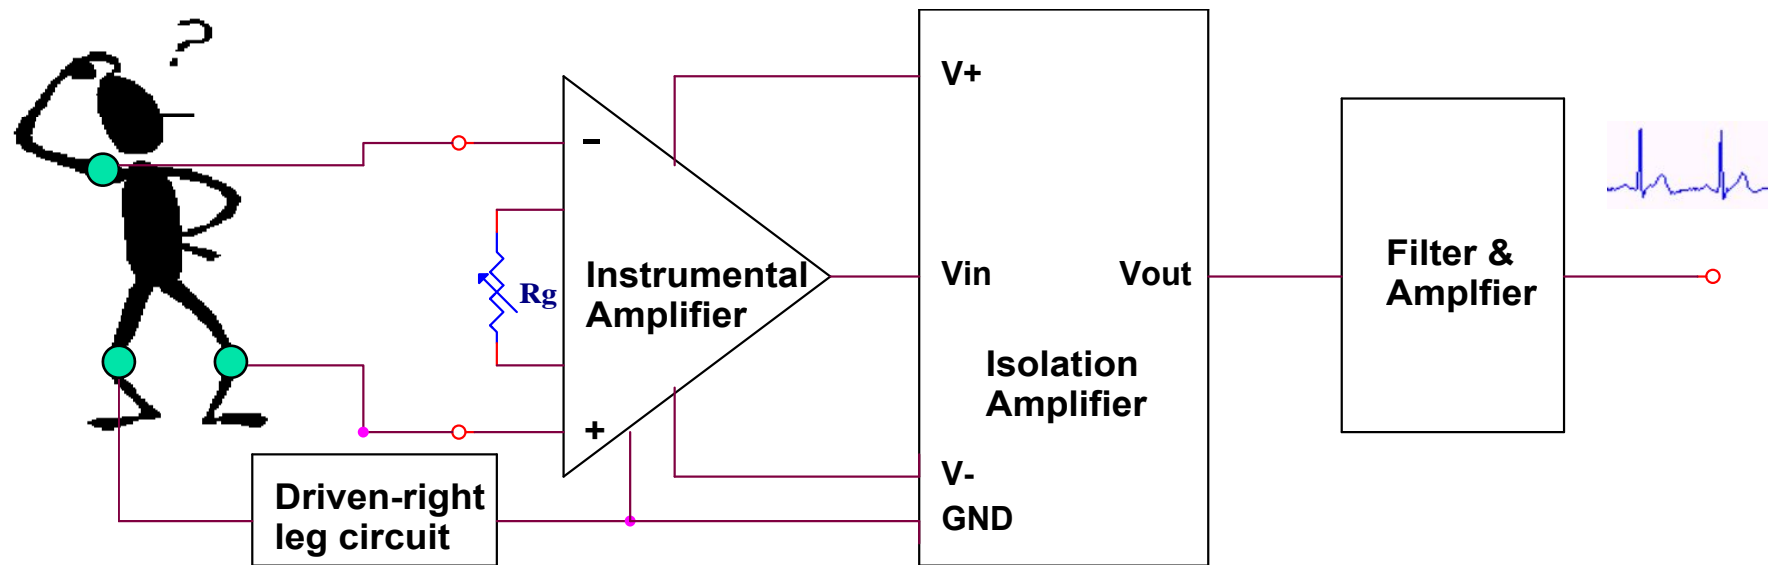 ?
−
Rg
Instrumental
Amplifier
+
Driven-right
leg circuit
V+
Vin
Vout
Isolation
Amplifier
V-
GND
Filter &
Amplfier